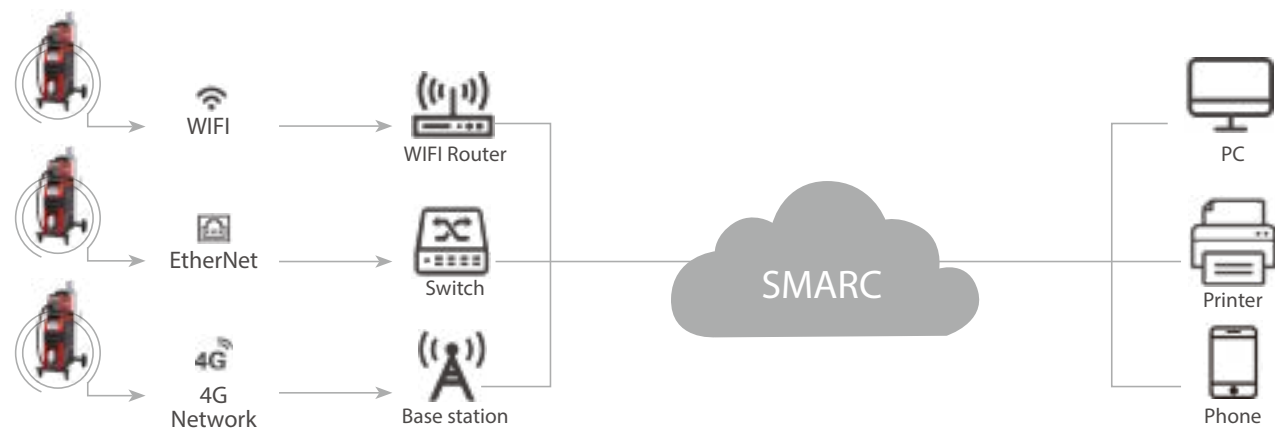 WIFI
WIFI Router
PC
EtherNet
Switch
SMARC
Printer
4G
4G
Network
Base station
Phone